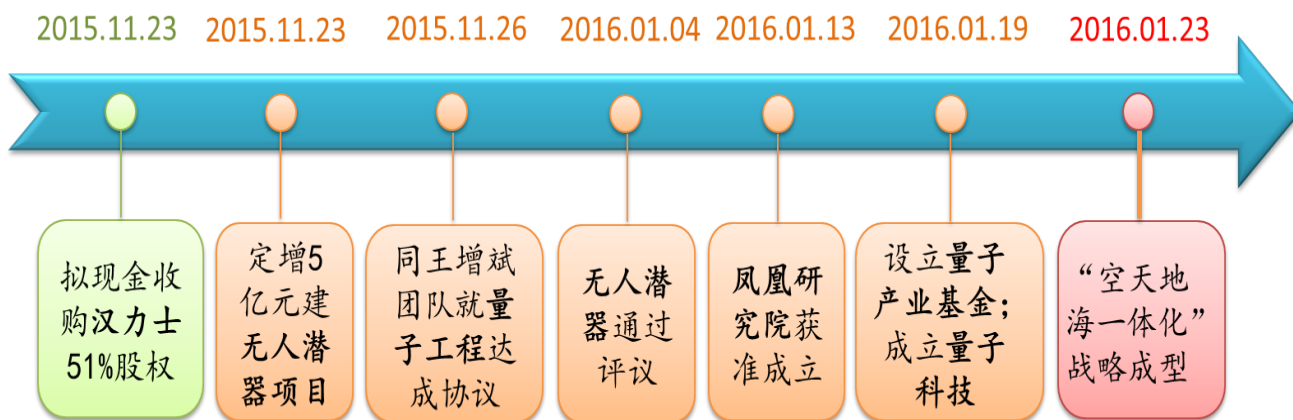 2015.11.23
2015.11.23
2015.11.26
2016.01.04
2016.01.13
2016.01.19
2016.01.23
拟现金收
购汉力士
51%股权
定增5
亿元建
无人潜
器项目
同王增斌
团队就量
子工程达
成协议
无人潜
器通过
评议
凤凰研
究院获
准成立
设立量子
产业基金；
成立量子
科技
“空天地
海一体化”
战略成型